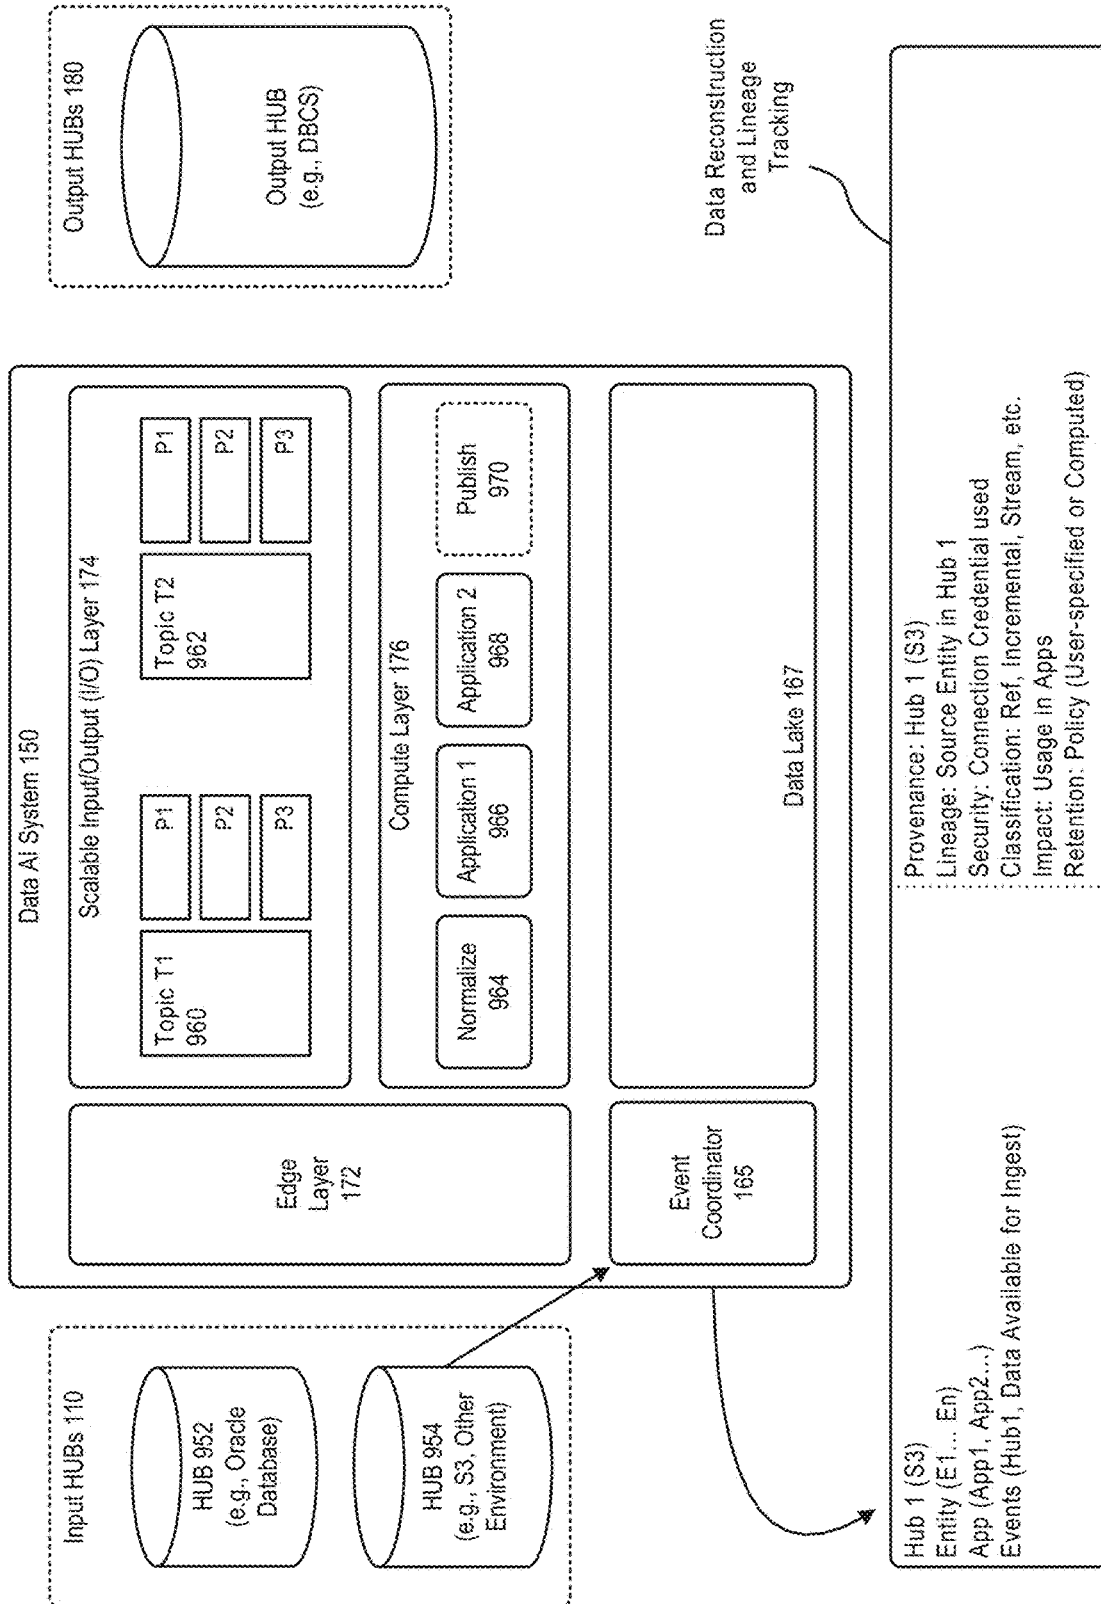 Input HUBs 110
HUB 952
(e.g., Oracle
Database)
HUB 954
(e.g., S3, Other
Environment)
Data AI System 150
Edge
Layer
172
Scalable Input/Output (I/O) Layer 174
Topic T1
960
P1
P2
P3
Topic T2
962
P1
P2
P3
Compute Layer 176
Normalize
964
Application 1
966
Application 2
968
Publish
970
Event
Coordinator
165
Data Lake 167
Output HUBs 180
Output HUB
(e.g., DBCS)
Data Reconstruction
and Lineage
Tracking
Hub 1 (S3)
Entity (E1... En)
App (App1, App2...)
Events (Hub1, Data Available for Ingest)
Provenance: Hub 1 (S3)
Lineage: Source Entity in Hub 1
Security: Connection Credential used
Classification: Ref, Incremental, Stream, etc.
Impact: Usage in Apps
Retention: Policy (User-specified or Computed)